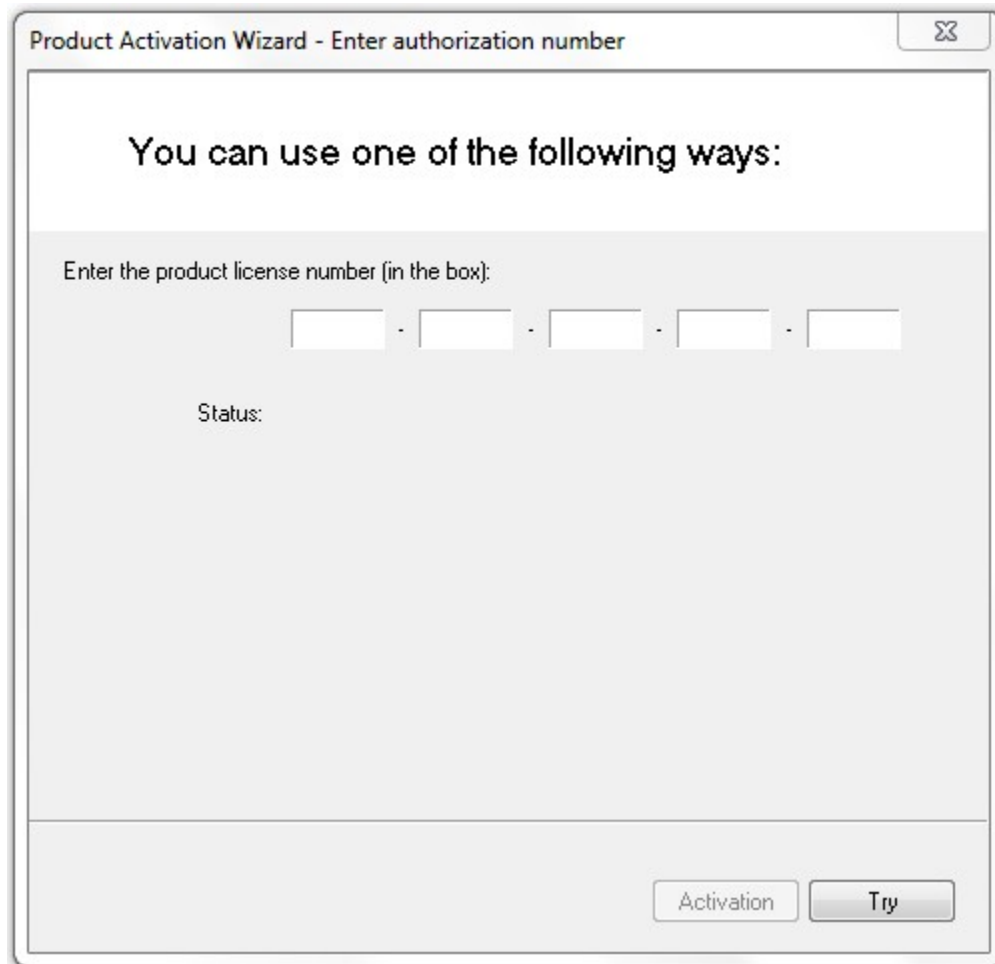 Product Activation Wizard - Enter authorization number
You can use one of the following ways:
Enter the product license number (in the box):
- - - -
Status:
Activation Try